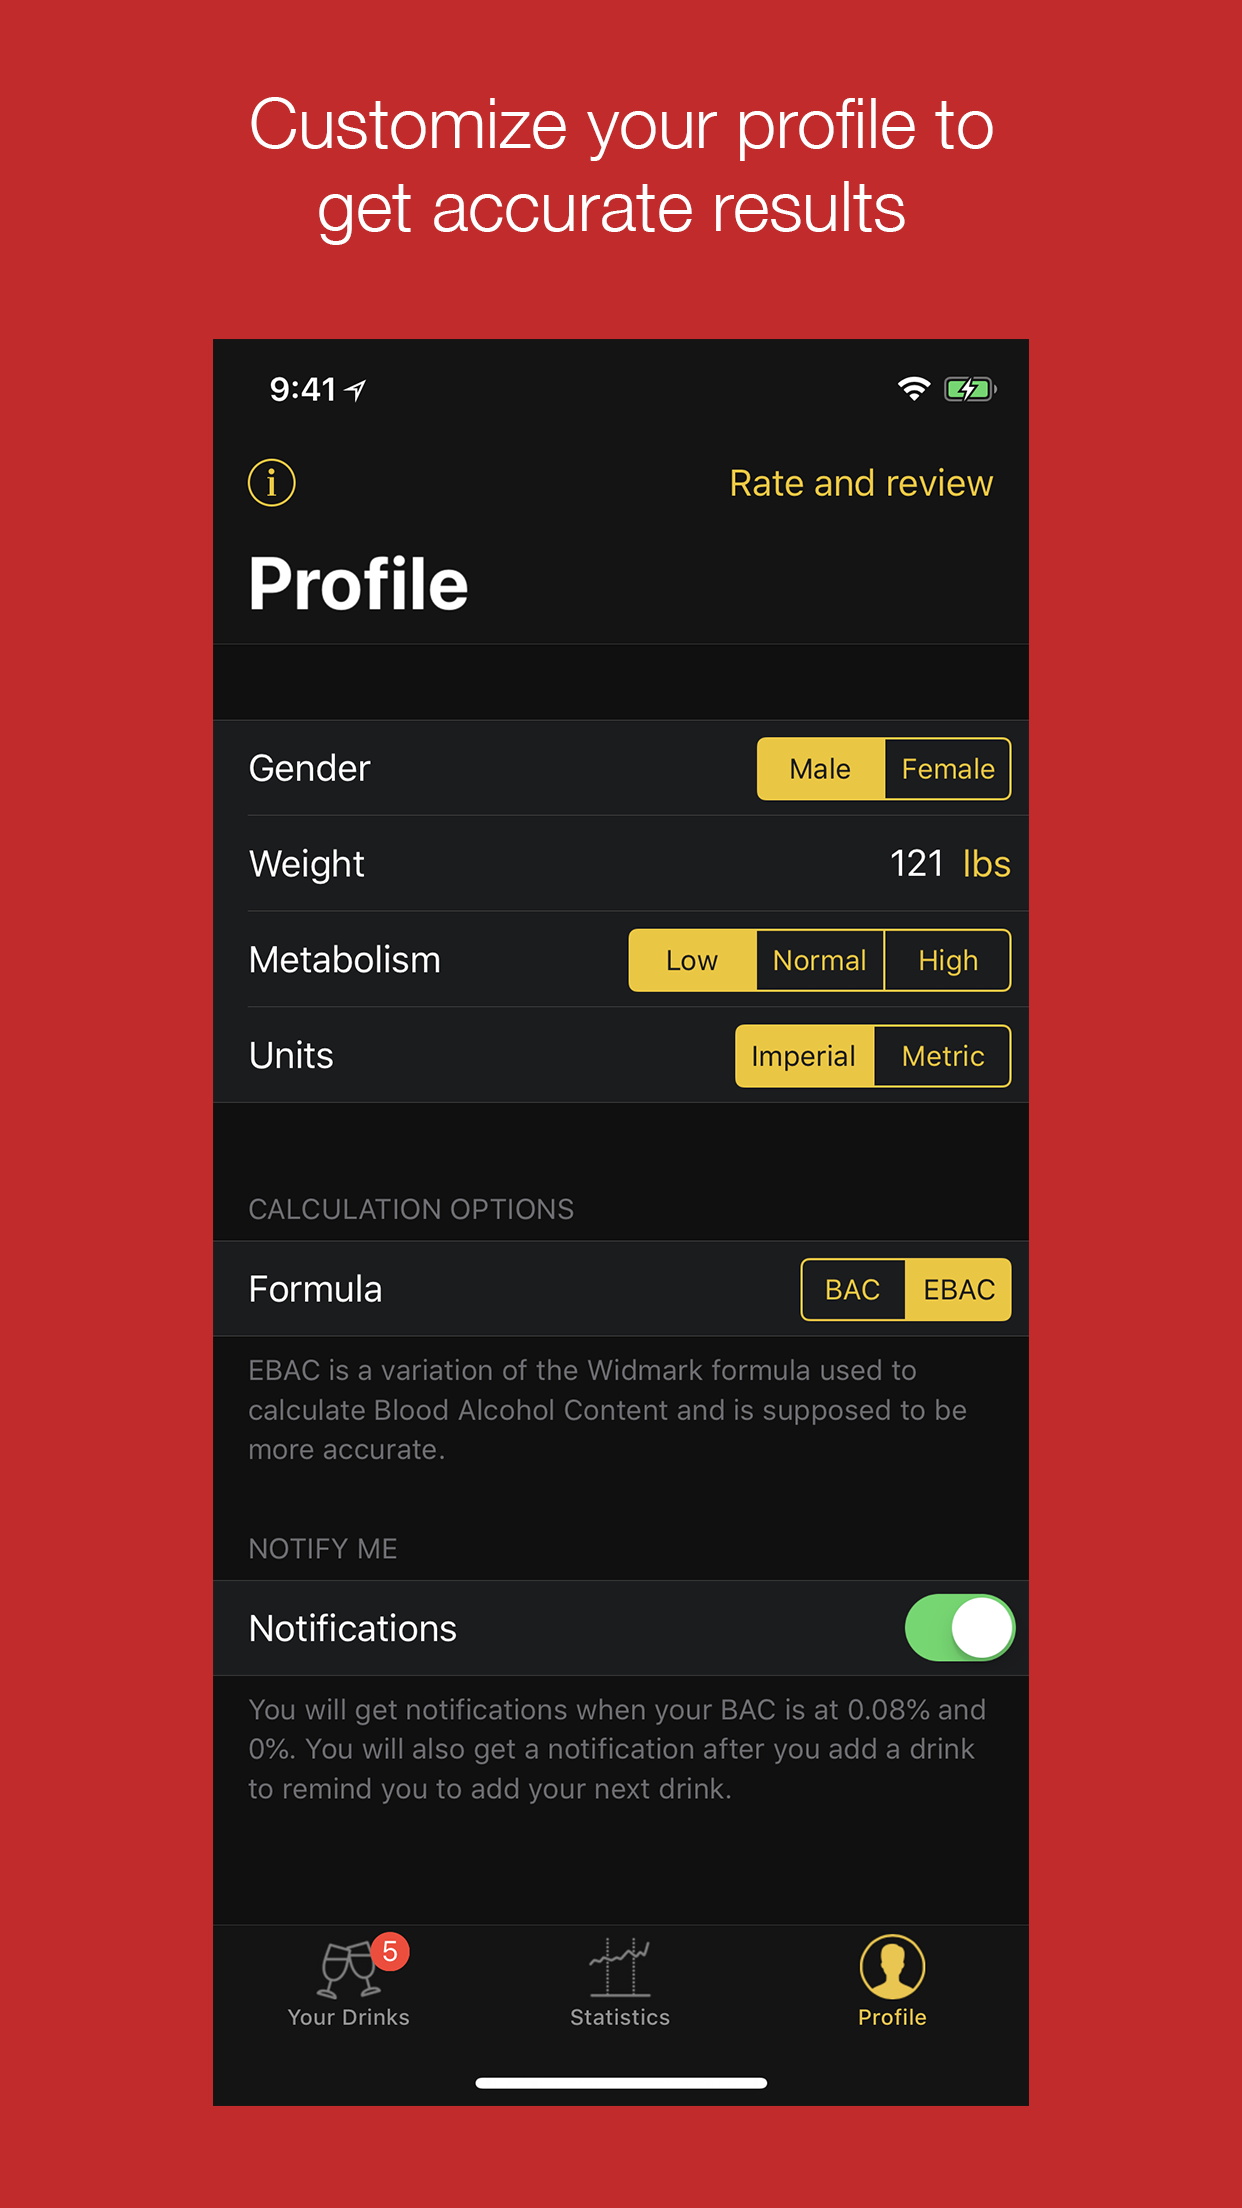 Customize your profile to
get accurate results
9:41
i
Rate and review
Profile
Gender Male Female
Weight 121 lbs
Metabolism Low Normal High
Units Imperial Metric
CALCULATION OPTIONS
Formula BAC EBAC
EBAC is a variation of the Widmark formula used to
calculate Blood Alcohol Content and is supposed to be
more accurate.
NOTIFY ME
Notifications
You will get notifications when your BAC is at 0.08% and
0%. You will also get a notification after you add a drink
to remind you to add your next drink.
5
Your Drinks Statistics Profile